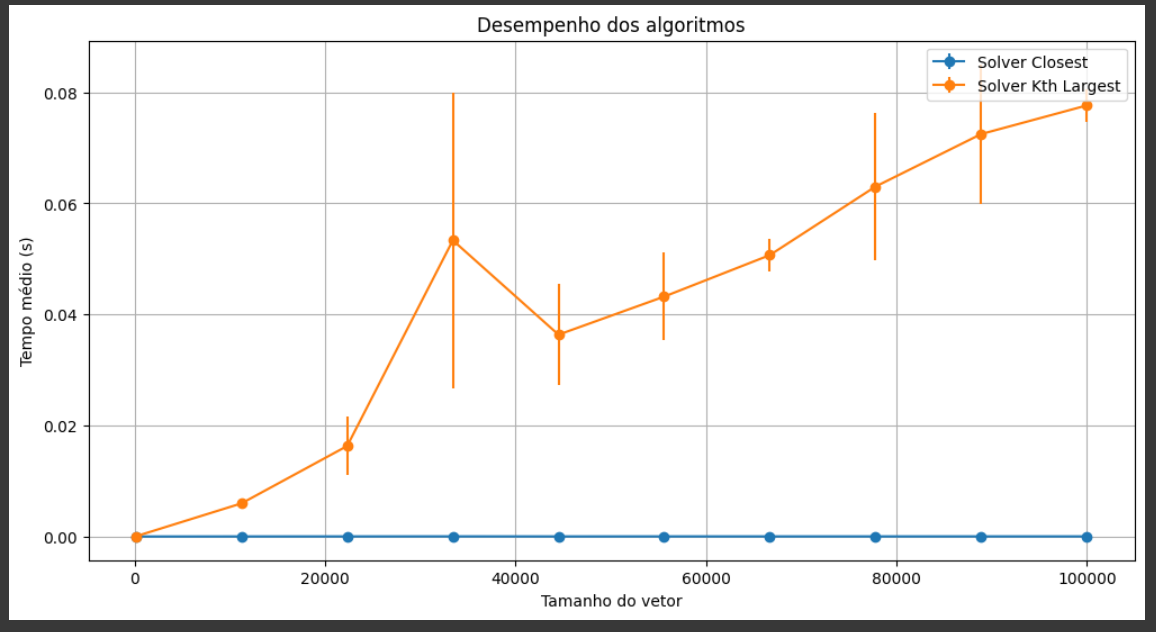 Desempenho dos algoritmos
Solver Closest
Solver Kth Largest
Tempo médio (s)
0.08
0.06
0.04
0.02
0.00
0 20000 40000 60000 80000 100000
Tamanho do vetor